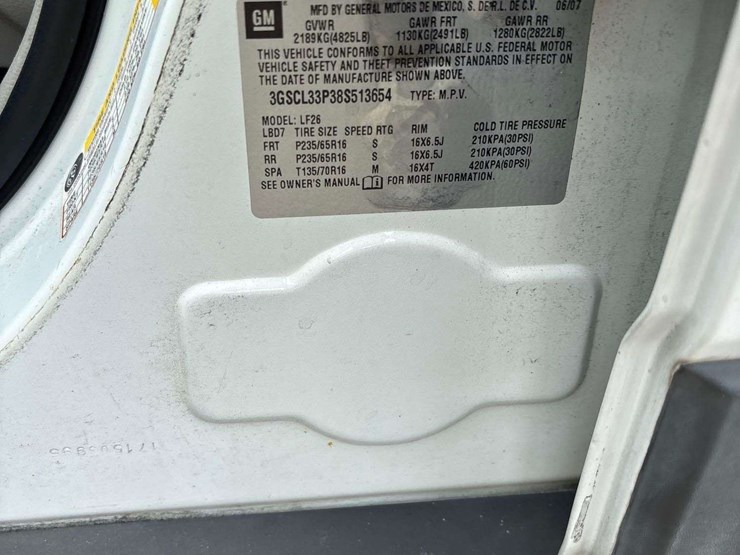 GM
MFD BY GENERAL MOTORS DE MEXICO, S. DE R.L. DE C.V. 06/07
GVWR GAWR FRT GAWR RR
2189KG(4825LB) 1130KG(2491LB) 1280KG(2822LB)
THIS VEHICLE CONFORMS TO ALL APPLICABLE U.S. FEDERAL MOTOR
VEHICLE SAFETY AND THEFT PREVENTION STANDARDS IN EFFECT ON
THE DATE OF MANUFACTURE SHOWN ABOVE.
3GSCL33P38S513654 TYPE: M.P.V.
MODEL: LF26
LBD7 TIRE SIZE SPEED RTG RIM COLD TIRE PRESSURE
FRT P235/65R16 S 16X6.5J 210KPA(30PSI)
RR P235/65R16 S 16X6.5J 210KPA(30PSI)
SPA T135/70R16 M 16X4T 420KPA(60PSI)
SEE OWNER'S MANUAL FOR MORE INFORMATION.